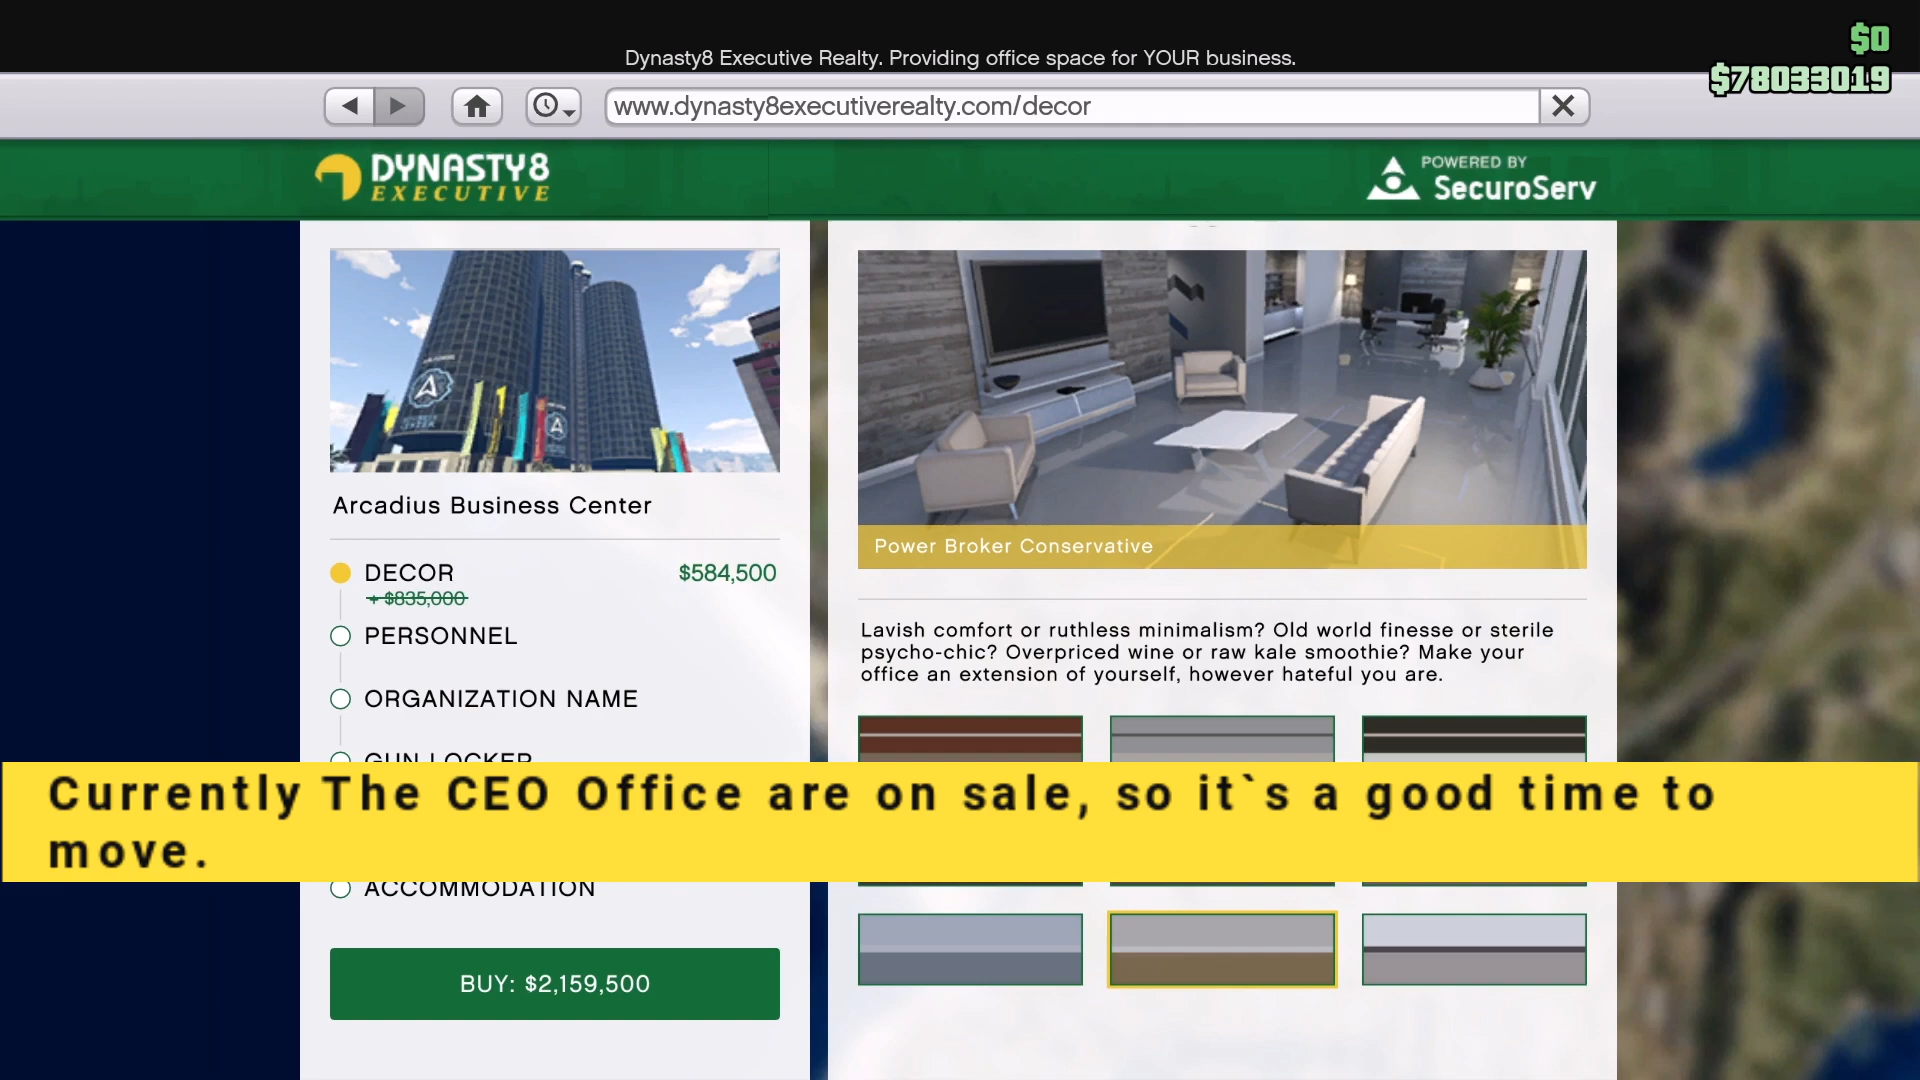 $0
Dynasty8 Executive Realty. Providing office space for YOUR business.
$78033019
www.dynasty8executiverealty.com/decor
DYNASTY8
EXECUTIVE
POWERED BY
SecuroServ
Arcadius Business Center
DECOR $584,500
+ $835,000
PERSONNEL
ORGANIZATION NAME
GUN LOCKER
ACCOMMODATION
BUY: $2,159,500
Power Broker Conservative
Lavish comfort or ruthless minimalism? Old world finesse or sterile
psycho-chic? Overpriced wine or raw kale smoothie? Make your
office an extension of yourself, however hateful you are.
Currently The CEO Office are on sale, so it`s a good time to
move.